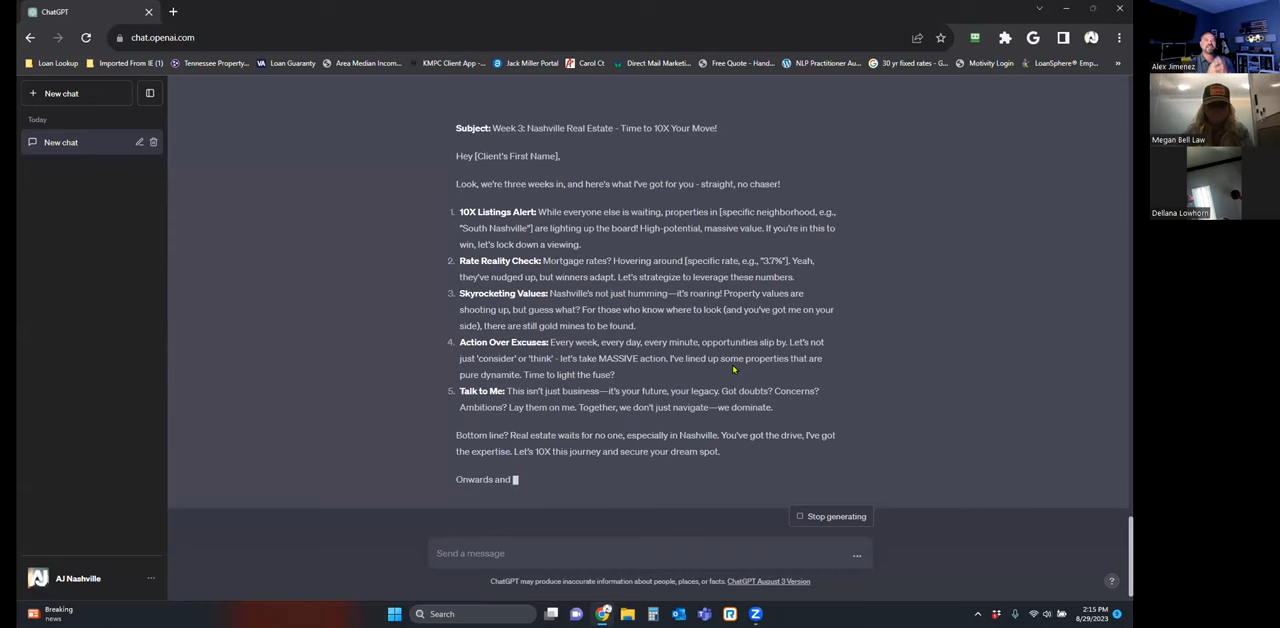 ChatGPT
chat.openai.com
Loan Lookup
Imported From IE (1)
Tennessee Property...
Loan Guaranty
Area Median Incom...
KMPC Client App -...
Jack Miller Portal
Carol Ct
Direct Mail Marketi...
Free Quote - Hand...
NLP Practitioner Au...
30 yr fixed rates - G...
Motivity Login
LoanSphere® Emp...
»
New chat
Today
New chat
Subject: Week 3: Nashville Real Estate - Time to 10X Your Move!
Hey [Client's First Name],
Look, we're three weeks in, and here's what I've got for you - straight, no chaser!
1. 10X Listings Alert: While everyone else is waiting, properties in [specific neighborhood, e.g.,
"South Nashville"] are lighting up the board! High-potential, massive value. If you're in this to
win, let's lock down a viewing.
2. Rate Reality Check: Mortgage rates? Hovering around [specific rate, e.g., "3.7%"]. Yeah,
they've nudged up, but winners adapt. Let's strategize to leverage these numbers.
3. Skyrocketing Values: Nashville's not just humming—it's roaring! Property values are
shooting up, but guess what? For those who know where to look (and you've got me on your
side), there are still gold mines to be found.
4. Action Over Excuses: Every week, every day, every minute, opportunities slip by. Let's not
just 'consider' or 'think' - let's take MASSIVE action. I've lined up some properties that are
pure dynamite. Time to light the fuse?
5. Talk to Me: This isn't just business—it's your future, your legacy. Got doubts? Concerns?
Ambitions? Lay them on me. Together, we don't just navigate—we dominate.
Bottom line? Real estate waits for no one, especially in Nashville. You've got the drive, I've got
the expertise. Let's 10X this journey and secure your dream spot.
Onwards and
Stop generating
Send a message
ChatGPT may produce inaccurate information about people, places, or facts. ChatGPT August 3 Version
?
AJ Nashville
Breaking
news
Search
2:15 PM
8/29/2023
Alex Jimenez
Megan Bell Law
Dellana Lowhorn